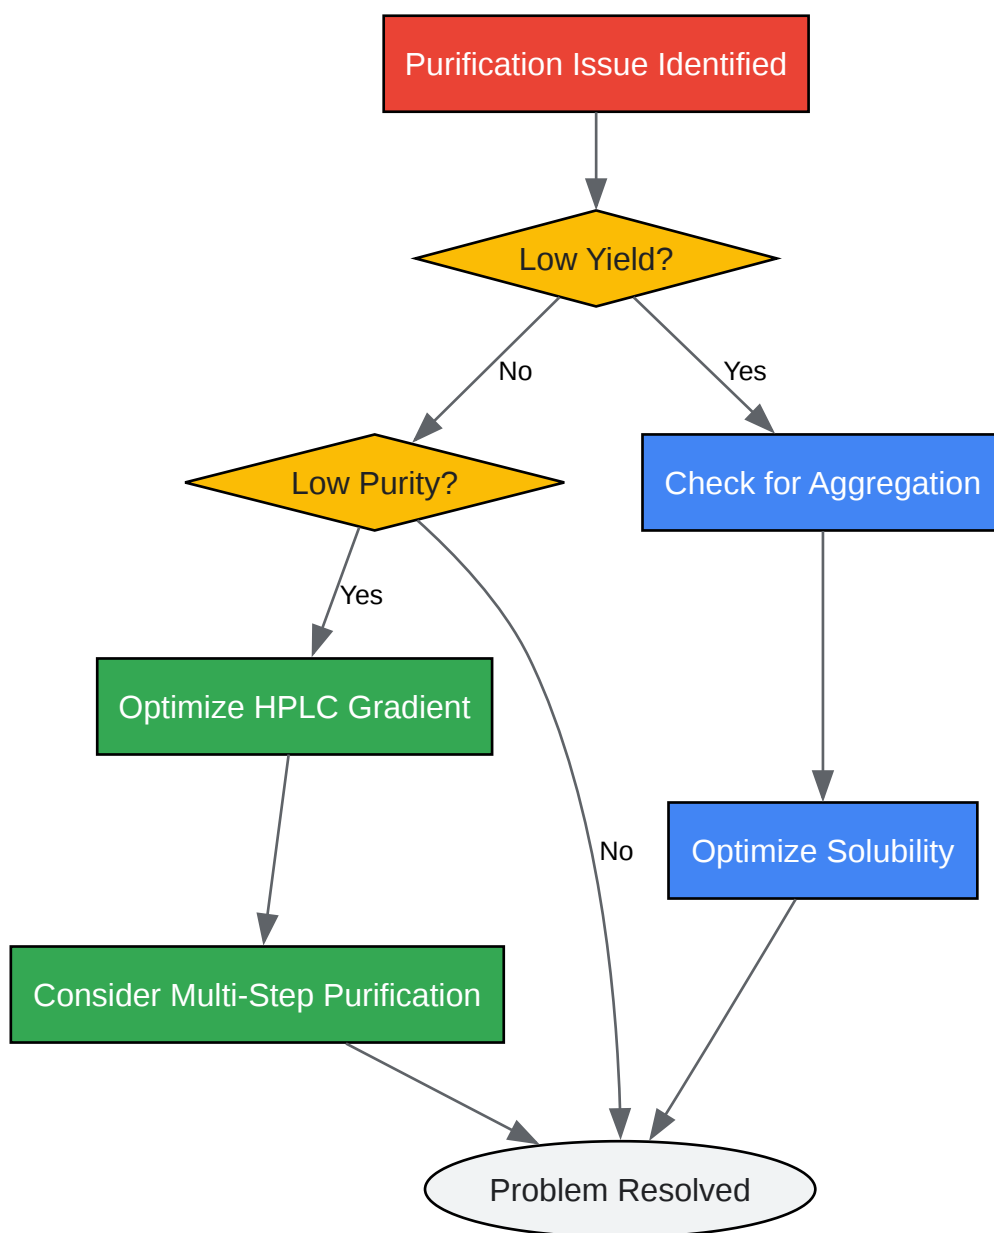 Purification Issue Identified
Low Yield?
No
Yes
Low Purity?
Check for Aggregation
Yes
Optimize HPLC Gradient
No
Optimize Solubility
Consider Multi-Step Purification
Problem Resolved